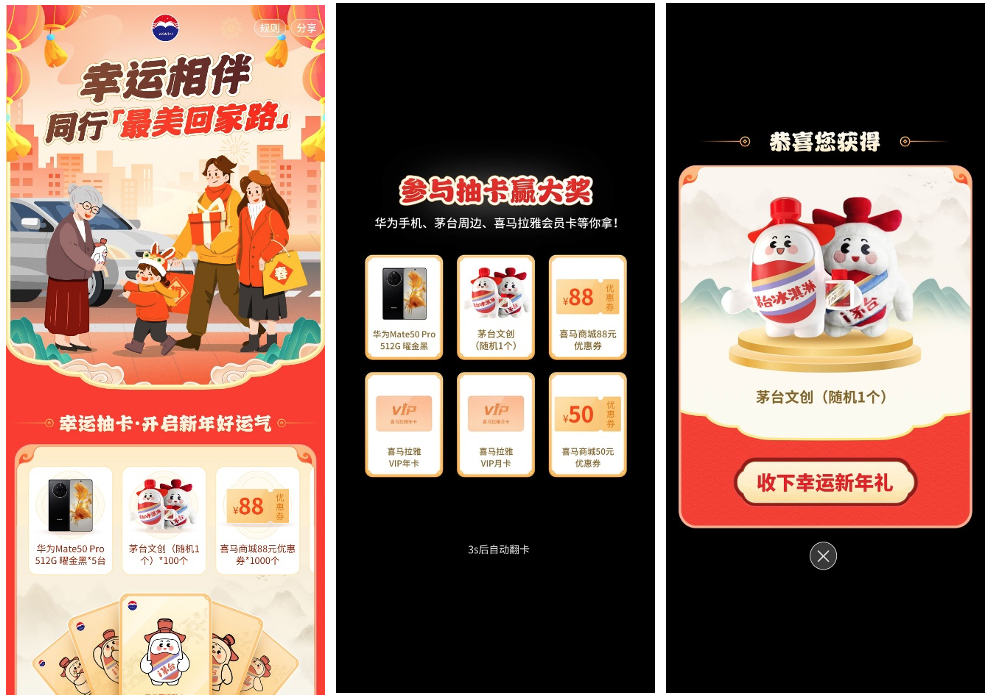 规则
分享
幸运相伴
同行「最美回家路」
春
幸运抽卡·开启新年好运气
¥88
优惠券
华为Mate50 Pro
512G 曜金黑*5台
茅台文创（随机1
个）*100个
喜马商城88元优惠
券*1000个
茅台
参与抽卡赢大奖
华为手机、茅台周边、喜马拉雅会员卡等你拿！
¥88
优惠券
华为Mate50 Pro
512G 曜金黑
茅台文创
（随机1个）
喜马商城88元
优惠券
VIP
VIP
¥50
优惠券
喜马拉雅
VIP年卡
喜马拉雅
VIP月卡
喜马商城50元
优惠券
3s后自动翻卡
恭喜您获得
茅台冰淇淋
茅台
茅台文创（随机1个）
收下幸运新年礼